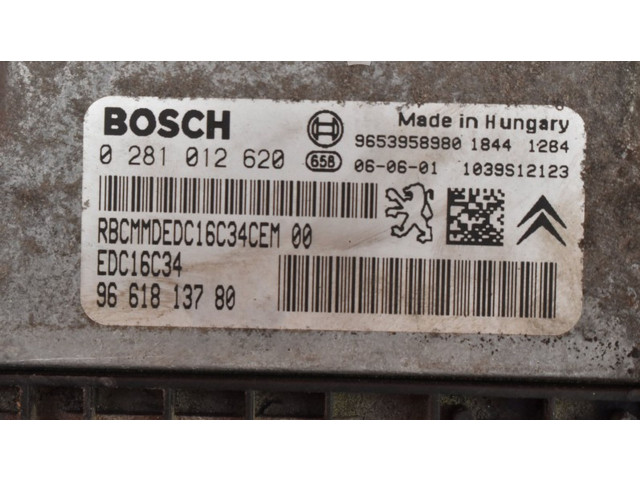 BOSCH
Made in Hungary
0 281 012 620
9653958980 1844 1284
658
06-06-01 1039S12123
RBCMMDEDC16C34CEM 00
EDC16C34
96 618 137 80